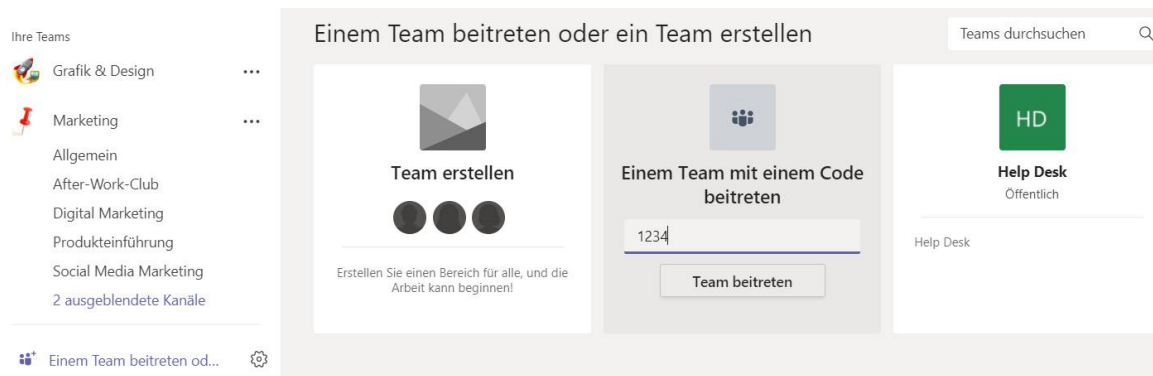 Ihre Teams
Grafik & Design
Marketing
Allgemein
After-Work-Club
Digital Marketing
Produkteinführung
Social Media Marketing
2 ausgeblendete Kanäle
Einem Team beitreten od...
Einem Team beitreten oder ein Team erstellen
Teams durchsuchen
Team erstellen
Erstellen Sie einen Bereich für alle, und die
Arbeit kann beginnen!
Einem Team mit einem Code
beitreten
1234
Team beitreten
HD
Help Desk
Öffentlich
Help Desk